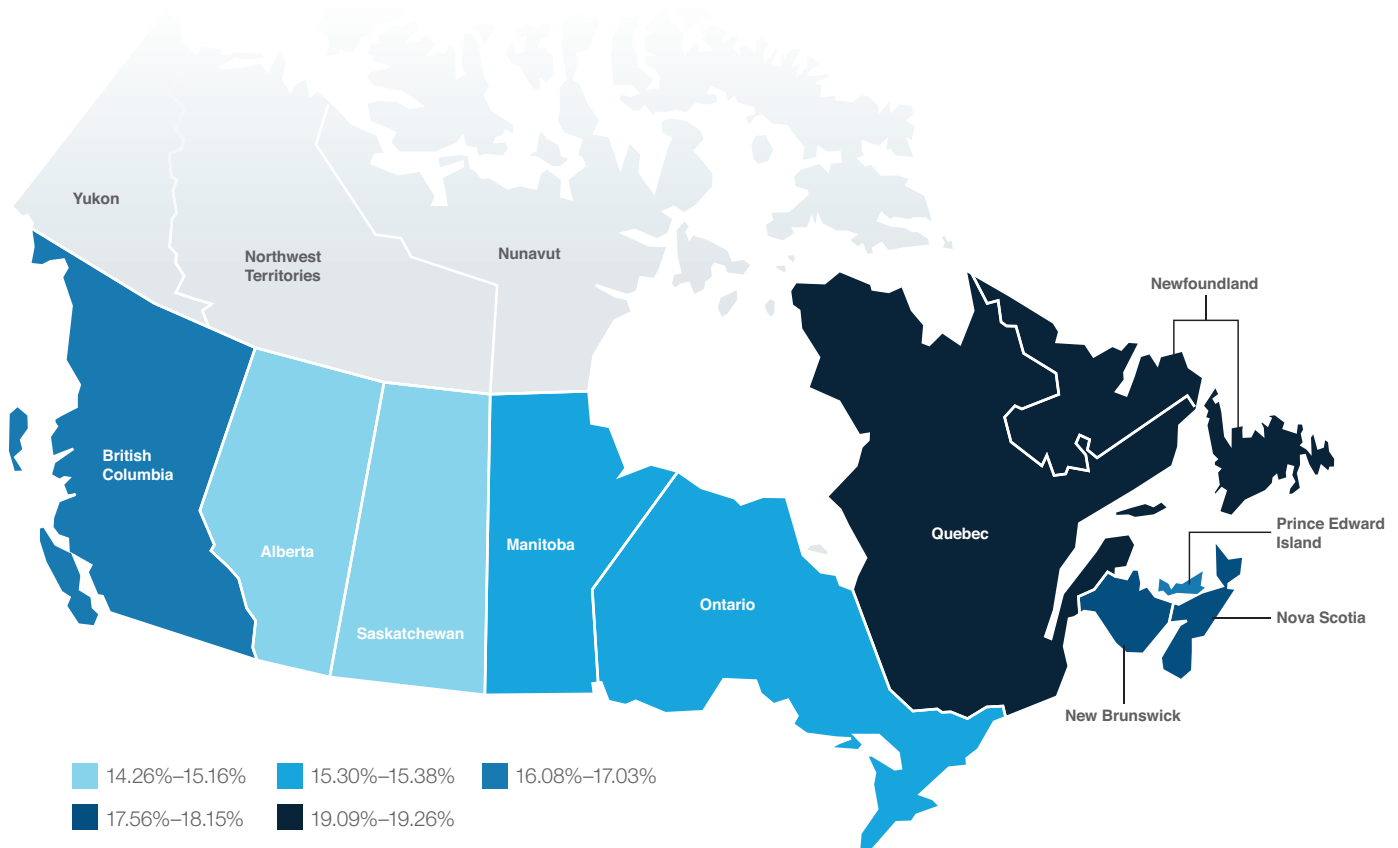 Yukon
Northwest
Territories
Nunavut
Newfoundland
British
Columbia
Alberta
Saskatchewan
Manitoba
Ontario
Quebec
Prince Edward
Island
Nova Scotia
New Brunswick
14.26%–15.16%
15.30%–15.38%
16.08%–17.03%
17.56%–18.15%
19.09%–19.26%